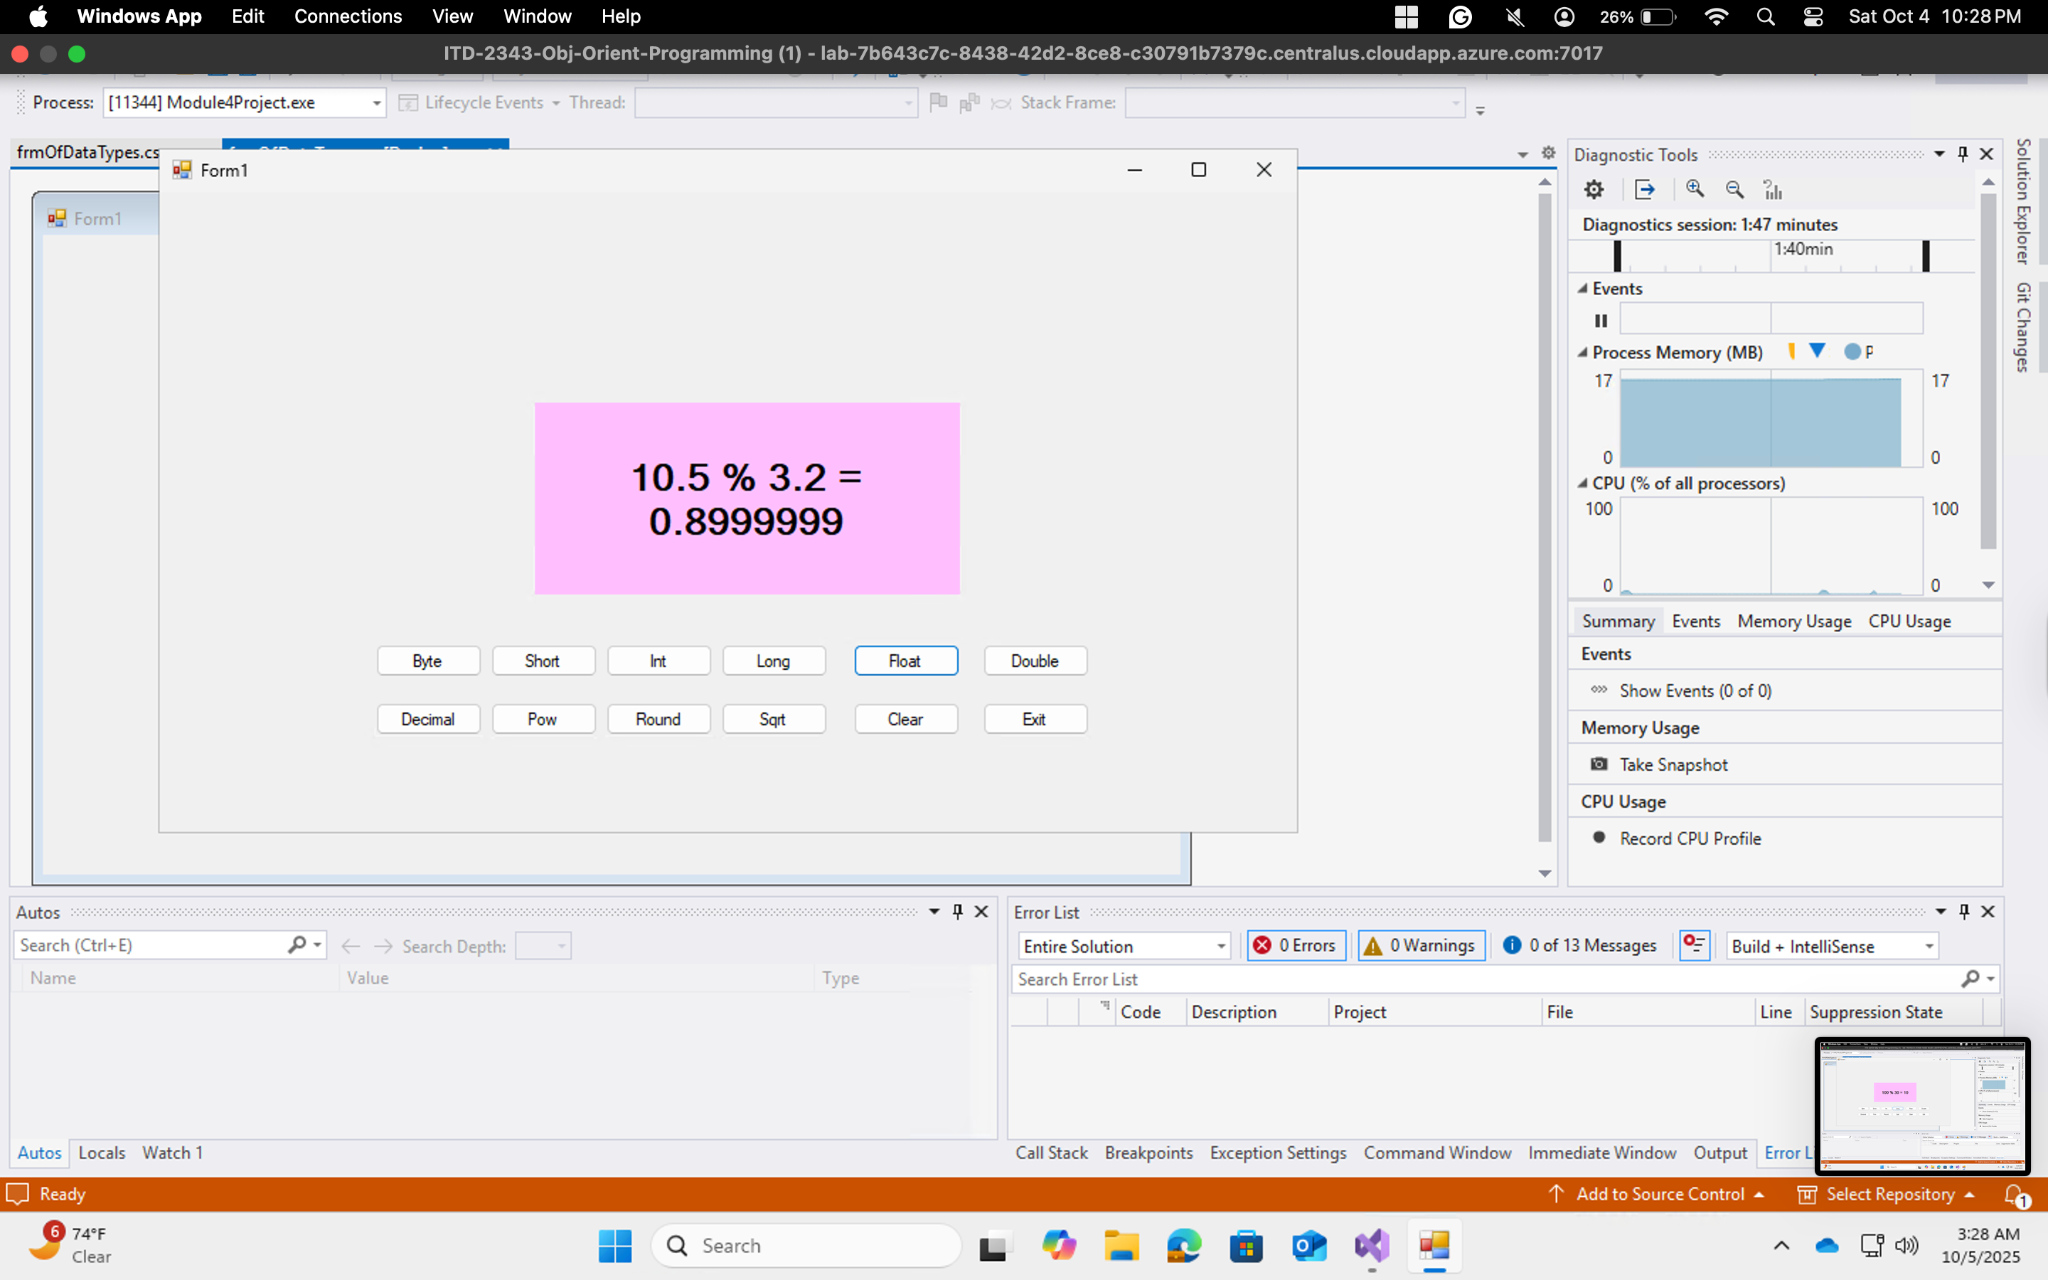 Windows App Edit Connections View Window Help 26% Sat Oct 4 10:28 PM
ITD-2343-Obj-Orient-Programming (1) - lab-7b643c7c-8438-42d2-8ce8-c30791b7379c.centralus.cloudapp.azure.com:7017
Process: [11344] Module4Project.exe Lifecycle Events Thread: Stack Frame:
frmOfDataTypes.cs
Form1
Form1
10.5 % 3.2 =
0.8999999
Byte Short Int Long Float Double
Decimal Pow Round Sqrt Clear Exit
Diagnostic Tools
Diagnostics session: 1:47 minutes
1:40min
Events
Process Memory (MB) P
17 17
0 0
CPU (% of all processors)
100 100
0 0
Summary Events Memory Usage CPU Usage
Events
Show Events (0 of 0)
Memory Usage
Take Snapshot
CPU Usage
Record CPU Profile
Solution Explorer
Git Changes
Autos
Search (Ctrl+E) Search Depth:
Name Value Type
Autos Locals Watch 1
Error List
Entire Solution 0 Errors 0 Warnings 0 of 13 Messages Build + IntelliSense
Search Error List
Code Description Project File Line Suppression State
Call Stack Breakpoints Exception Settings Command Window Immediate Window Output Error Li
Ready Add to Source Control Select Repository 1
6 74°F
Clear
Search
3:28 AM
10/5/2025